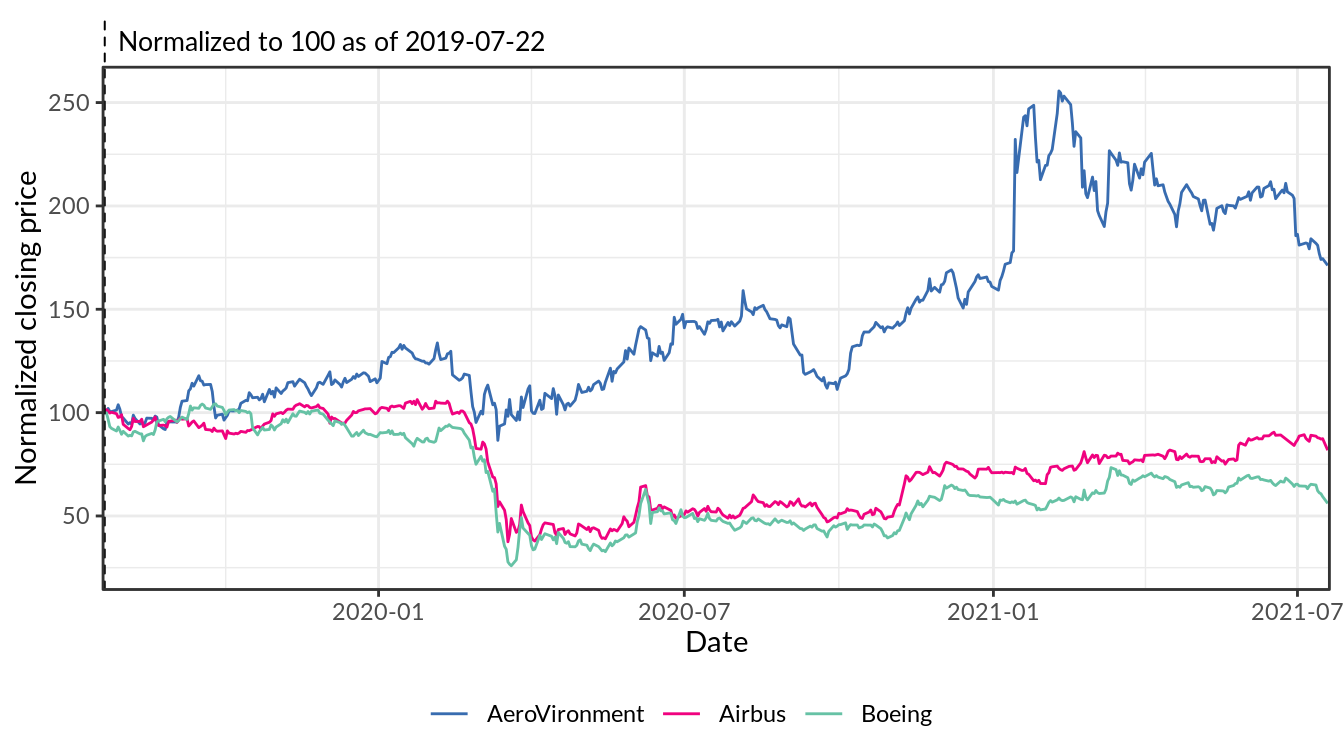 Normalized to 100 as of 2019-07-22
Normalized closing price
250
200
150
100
50
2020-01
2020-07
2021-01
2021-07
Date
AeroVironment
Airbus
Boeing